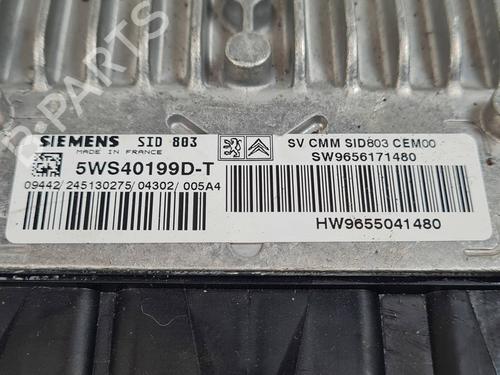 SIEMENS SID 803
MADE IN FRANCE
5WS40199D-T
09442/245130275/04302/005A4
SV CMM SID803 CEM00
SW9656171480
HW9655041480
B-PARTS